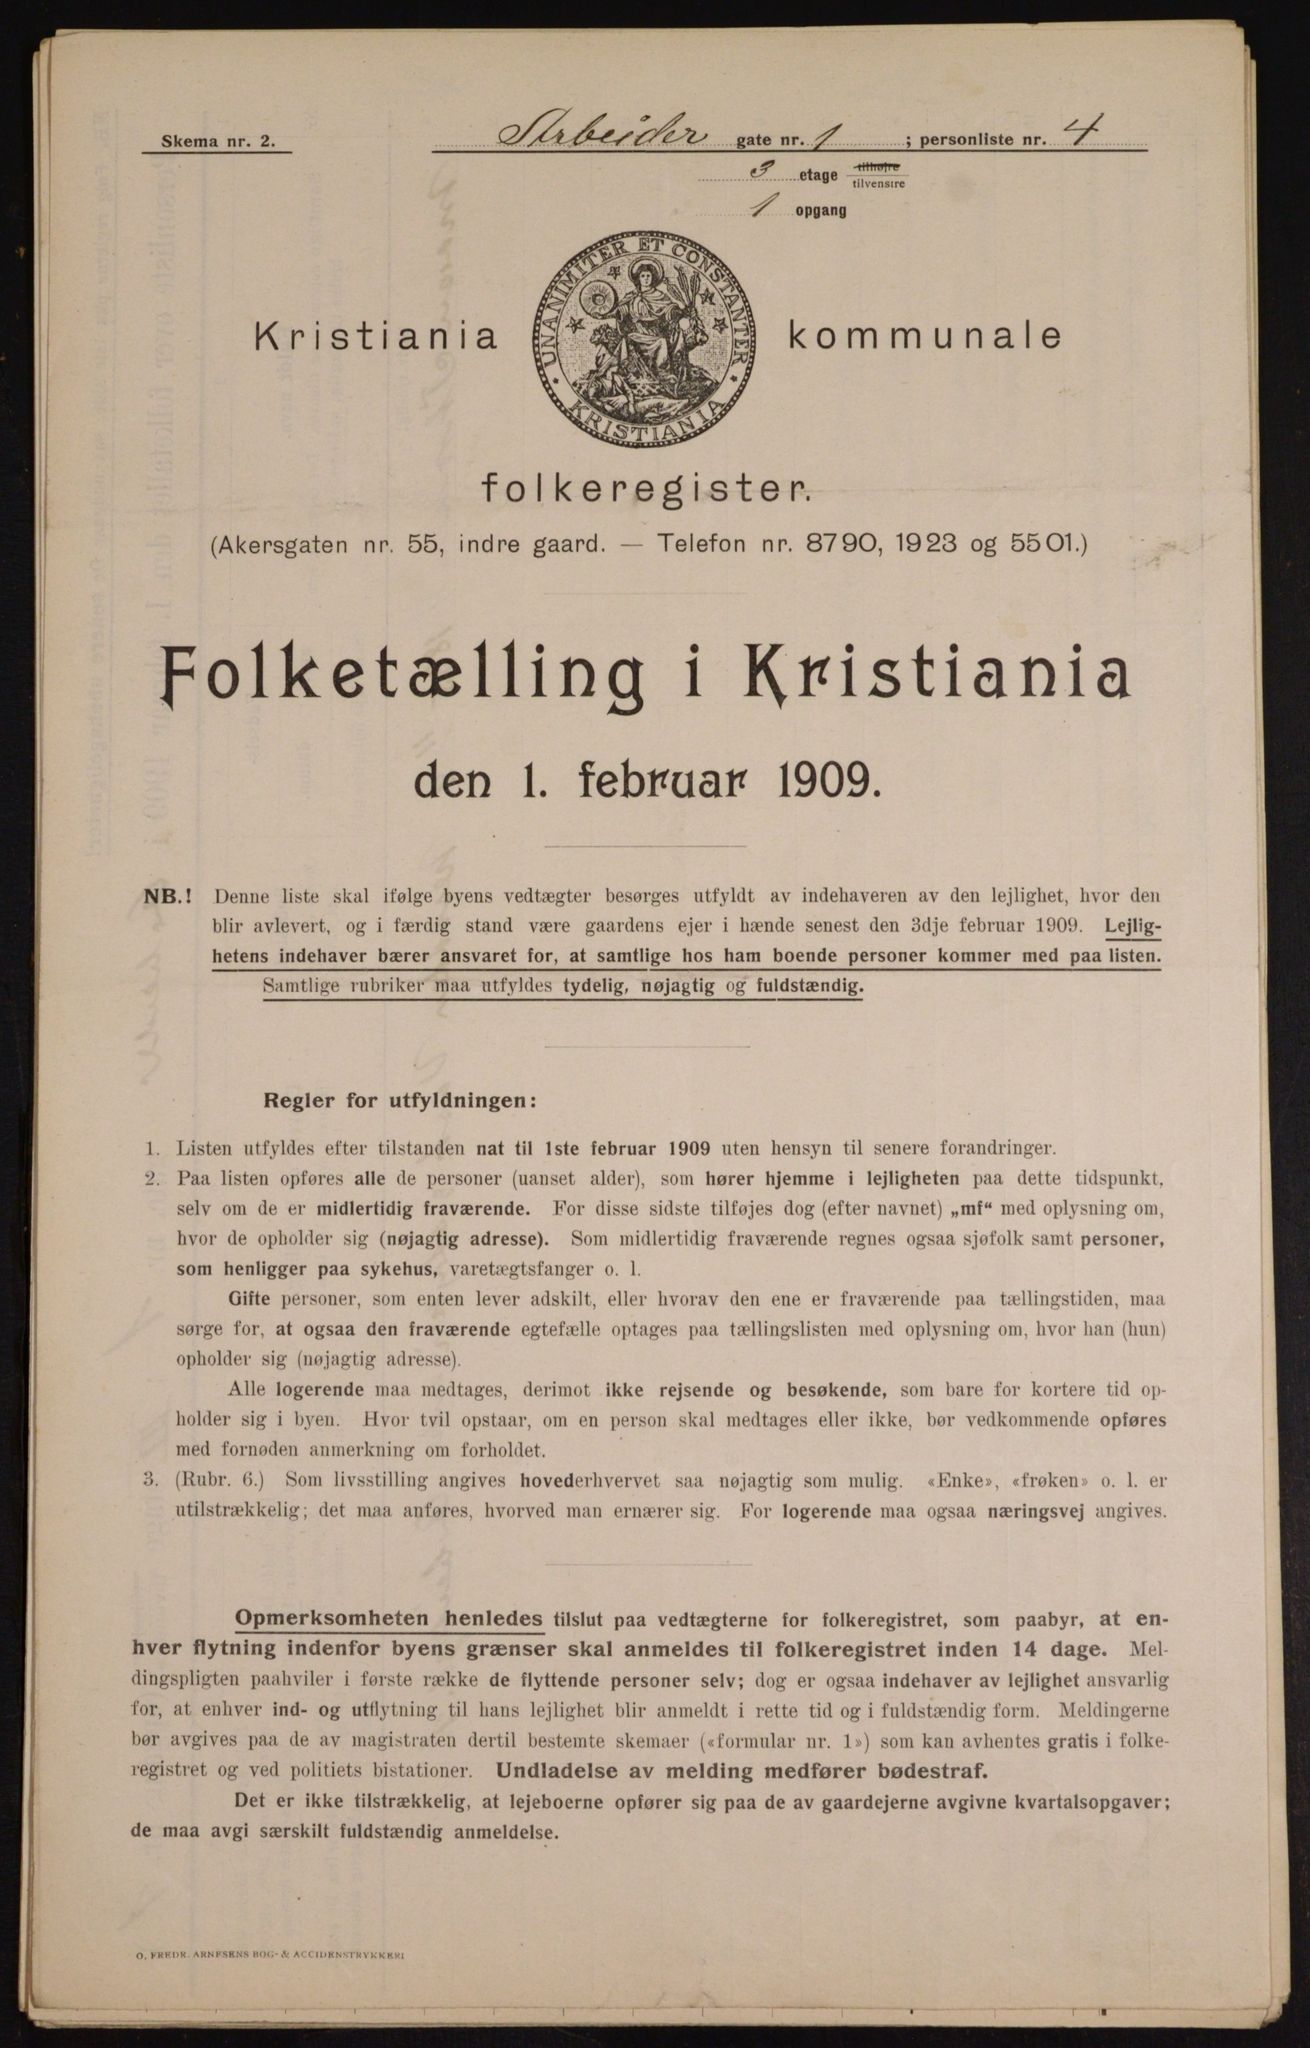 Skema nr. 2.
Arbeider gate nr. 1 ; personliste nr. 4
3 etage tilhøjre
tilvenstre
1 opgang
UNANIMITER ET CONSTANTER
KRISTIANIA
Kristiania kommunale
folkeregister.
(Akersgaten nr. 55, indre gaard. — Telefon nr. 8790, 1923 og 5501.)
Folketælling i Kristiania
den 1. februar 1909.
NB.! Denne liste skal ifølge byens vedtægter besørges utfyldt av indehaveren av den lejlighet, hvor den
blir avlevert, og i færdig stand være gaardens ejer i hænde senest den 3dje februar 1909. Lejlig-
hetens indehaver bærer ansvaret for, at samtlige hos ham boende personer kommer med paa listen.
Samtlige rubriker maa utfyldes tydelig, nøjagtig og fuldstændig.
Regler for utfyldningen:
1. Listen utfyldes efter tilstanden nat til 1ste februar 1909 uten hensyn til senere forandringer.
2. Paa listen opføres alle de personer (uanset alder), som hører hjemme i lejligheten paa dette tidspunkt,
selv om de er midlertidig fraværende. For disse sidste tilføjes dog (efter navnet) „mf“ med oplysning om,
hvor de opholder sig (nøjagtig adresse). Som midlertidig fraværende regnes ogsaa sjøfolk samt personer,
som henligger paa sykehus, varetægtsfanger o. l.
Gifte personer, som enten lever adskilt, eller hvorav den ene er fraværende paa tællingstiden, maa
sørge for, at ogsaa den fraværende egtefælle optages paa tællingslisten med oplysning om, hvor han (hun)
opholder sig (nøjagtig adresse).
Alle logerende maa medtages, derimot ikke rejsende og besøkende, som bare for kortere tid op-
holder sig i byen. Hvor tvil opstaar, om en person skal medtages eller ikke, bør vedkommende opføres
med fornøden anmerkning om forholdet.
3. (Rubr. 6.) Som livsstilling angives hovederhvervet saa nøjagtig som mulig. «Enke», «frøken» o. l. er
utilstrækkelig; det maa anføres, hvorved man ernærer sig. For logerende maa ogsaa næringsvej angives.
Opmerksomheten henledes tilslut paa vedtægterne for folkeregistret, som paabyr, at en-
hver flytning indenfor byens grænser skal anmeldes til folkeregistret inden 14 dage. Mel-
dingspligten paahviler i første række de flyttende personer selv; dog er ogsaa indehaver av lejlighet ansvarlig
for, at enhver ind- og utflytning til hans lejlighet blir anmeldt i rette tid og i fuldstændig form. Meldingerne
bør avgives paa de av magistraten dertil bestemte skemaer («formular nr. 1») som kan avhentes gratis i folke-
registret og ved politiets bistationer. Undladelse av melding medfører bødestraf.
Det er ikke tilstrækkelig, at lejeboerne opfører sig paa de av gaardejerne avgivne kvartalsopgaver;
de maa avgi særskilt fuldstændig anmeldelse.
O. FREDR. ARNESENS BOG- & ACCIDENSTRYKKERI